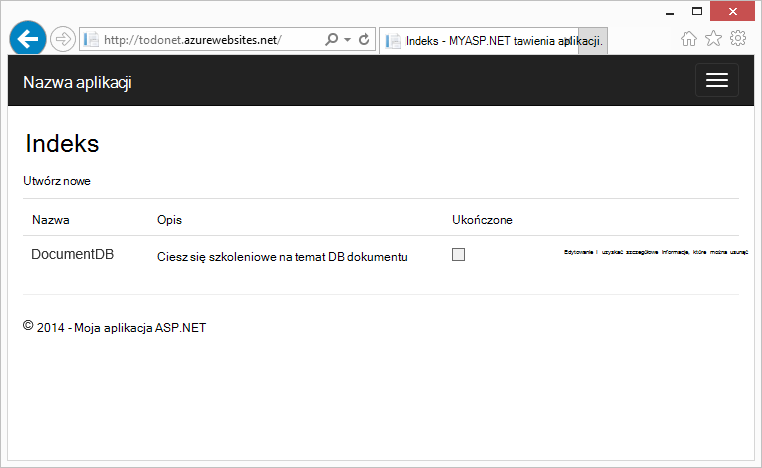 http://todonet.azurewebsites.net/
Indeks - MYASP.NET tawienia aplikacji.
Nazwa aplikacji
Indeks
Utwórz nowe
Nazwa Opis Ukończone
DocumentDB Ciesz się szkoleniowe na temat DB dokumentu Edytowanie i uzyskać szczegółowe informacje, które można usunąć
© 2014 - Moja aplikacja ASP.NET